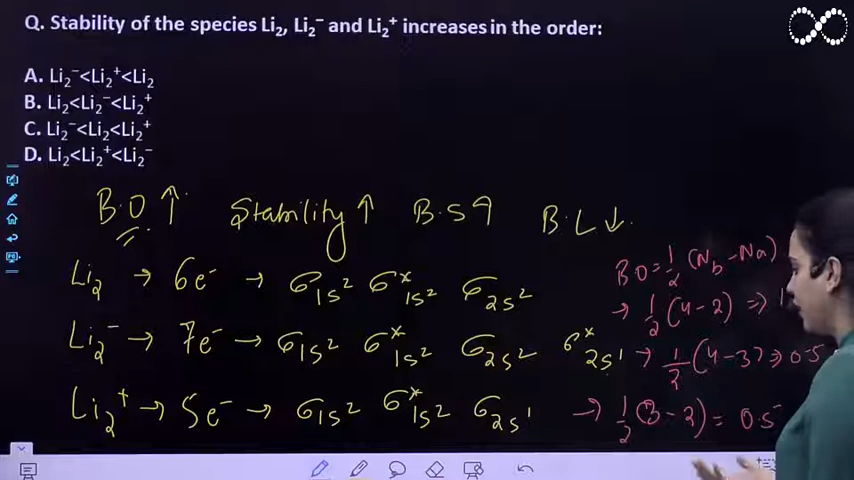 Q. Stability of the species Li₂, Li₂⁻ and Li₂⁺ increases in the order:
A. Li₂⁻<Li₂⁺<Li₂
B. Li₂<Li₂⁻<Li₂⁺
C. Li₂⁻<Li₂<Li₂⁺
D. Li₂<Li₂⁺<Li₂⁻
B.O ↑ Stability ↑ B.S ↑ B.L ↓.
BO = 1/2 (Nb - Na)
Li₂ → 6e⁻ → σ1s² σ*1s² σ2s² → 1/2 (4-2) ⇒ 1
Li₂⁻ → 7e⁻ → σ1s² σ*1s² σ2s² σ*2s¹ → 1/2 (4-3) ⇒ 0.5
Li₂⁺ → 5e⁻ → σ1s² σ*1s² σ2s¹ → 1/2 (3-2) = 0.5